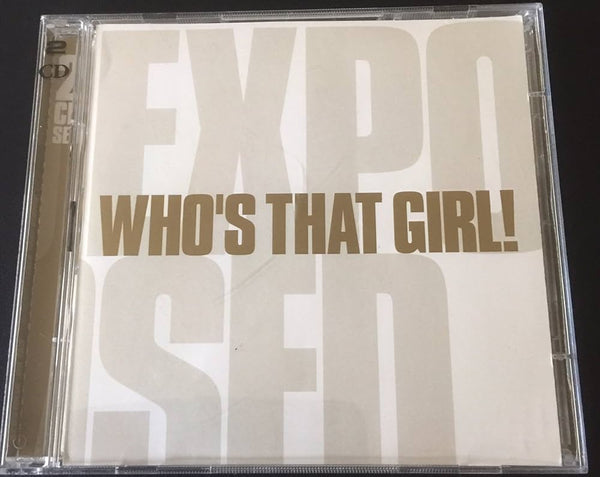 2
CD
EXPO
WHO'S THAT GIRL!
SED